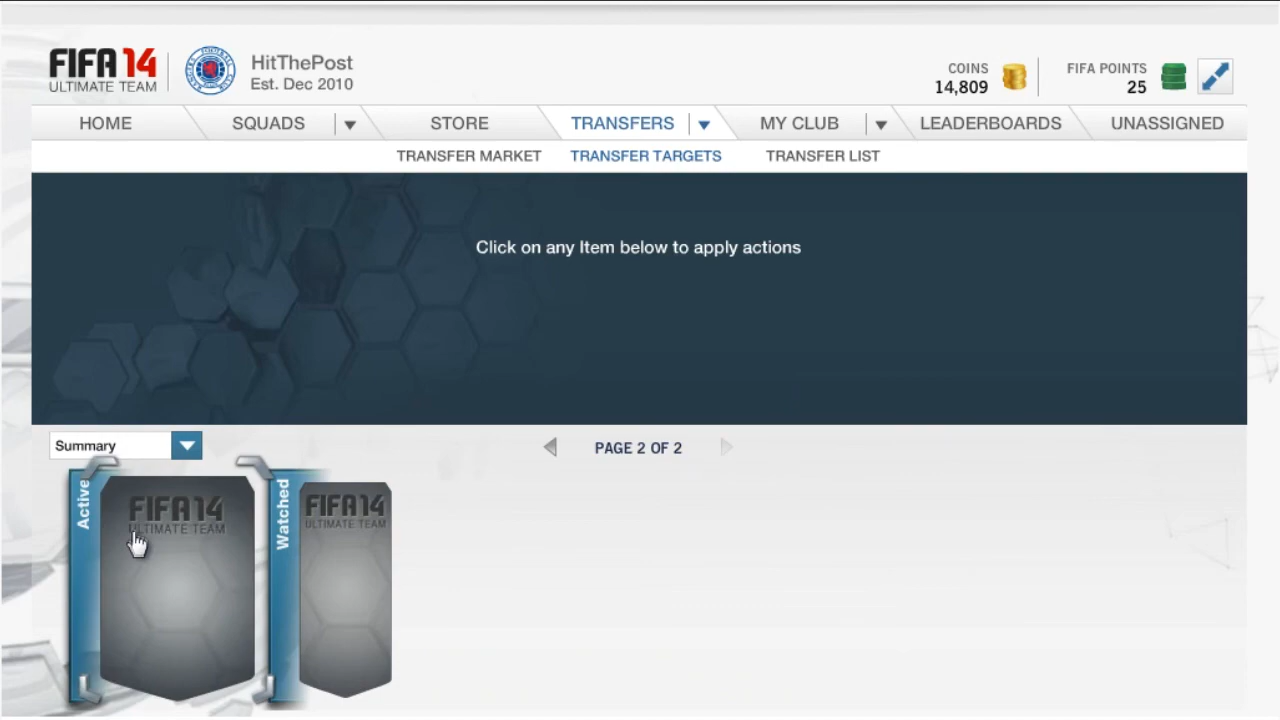 FIFA 14
ULTIMATE TEAM
HitThePost
Est. Dec 2010
COINS
14,809
FIFA POINTS
25
HOME
SQUADS
STORE
TRANSFERS
MY CLUB
LEADERBOARDS
UNASSIGNED
TRANSFER MARKET
TRANSFER TARGETS
TRANSFER LIST
Click on any Item below to apply actions
Summary
PAGE 2 OF 2
Active
FIFA 14
ULTIMATE TEAM
Watched
FIFA 14
ULTIMATE TEAM